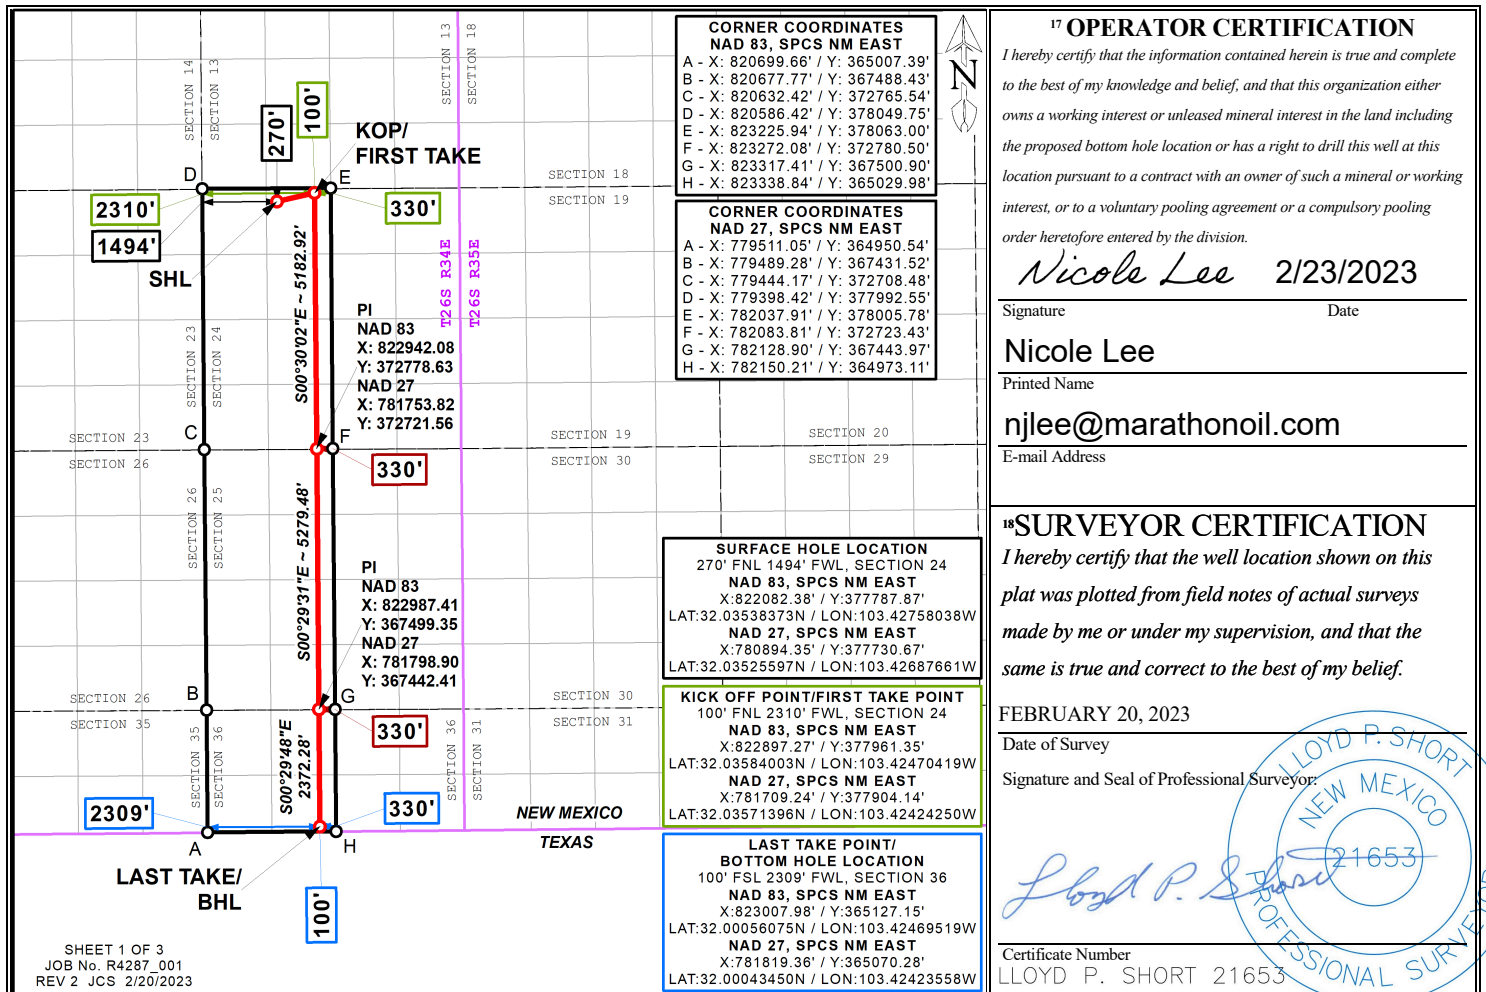 SECTION 14
SECTION 13
SECTION 13
SECTION 18
270'
100'
KOP/
FIRST TAKE
D
E
SECTION 18
SECTION 19
2310'
330'
1494'
SHL
S00°30'02"E ~ 5182.92'
T26S R34E
T26S R35E
PI
NAD 83
X: 822942.08
Y: 372778.63
NAD 27
X: 781753.82
Y: 372721.56
SECTION 23
SECTION 24
C
F
SECTION 23
SECTION 26
SECTION 19
SECTION 30
SECTION 20
SECTION 29
330'
SECTION 26
SECTION 25
S00°29'31"E ~ 5279.48'
PI
NAD 83
X: 822987.41
Y: 367499.35
NAD 27
X: 781798.90
Y: 367442.41
B
G
SECTION 26
SECTION 35
SECTION 30
SECTION 31
330'
SECTION 35
SECTION 36
S00°29'48"E
2372.28'
SECTION 36
SECTION 31
2309'
330'
NEW MEXICO
TEXAS
A
H
LAST TAKE/
BHL
100'
SHEET 1 OF 3
JOB No. R4287_001
REV 2 JCS 2/20/2023
CORNER COORDINATES
NAD 83, SPCS NM EAST
A - X: 820699.66' / Y: 365007.39'
B - X: 820677.77' / Y: 367488.43'
C - X: 820632.42' / Y: 372765.54'
D - X: 820586.42' / Y: 378049.75'
E - X: 823225.94' / Y: 378063.00'
F - X: 823272.08' / Y: 372780.50'
G - X: 823317.41' / Y: 367500.90'
H - X: 823338.84' / Y: 365029.98'
CORNER COORDINATES
NAD 27, SPCS NM EAST
A - X: 779511.05' / Y: 364950.54'
B - X: 779489.28' / Y: 367431.52'
C - X: 779444.17' / Y: 372708.48'
D - X: 779398.42' / Y: 377992.55'
E - X: 782037.91' / Y: 378005.78'
F - X: 782083.81' / Y: 372723.43'
G - X: 782128.90' / Y: 367443.97'
H - X: 782150.21' / Y: 364973.11'
N
SURFACE HOLE LOCATION
270' FNL 1494' FWL, SECTION 24
NAD 83, SPCS NM EAST
X:822082.38' / Y:377787.87'
LAT:32.03538373N / LON:103.42758038W
NAD 27, SPCS NM EAST
X:780894.35' / Y:377730.67'
LAT:32.03525597N / LON:103.42687661W
KICK OFF POINT/FIRST TAKE POINT
100' FNL 2310' FWL, SECTION 24
NAD 83, SPCS NM EAST
X:822897.27' / Y:377961.35'
LAT:32.03584003N / LON:103.42470419W
NAD 27, SPCS NM EAST
X:781709.24' / Y:377904.14'
LAT:32.03571396N / LON:103.42424250W
LAST TAKE POINT/
BOTTOM HOLE LOCATION
100' FSL 2309' FWL, SECTION 36
NAD 83, SPCS NM EAST
X:823007.98' / Y:365127.15'
LAT:32.00056075N / LON:103.42469519W
NAD 27, SPCS NM EAST
X:781819.36' / Y:365070.28'
LAT:32.00043450N / LON:103.42423558W
17 OPERATOR CERTIFICATION
I hereby certify that the information contained herein is true and complete
to the best of my knowledge and belief, and that this organization either
owns a working interest or unleased mineral interest in the land including
the proposed bottom hole location or has a right to drill this well at this
location pursuant to a contract with an owner of such a mineral or working
interest, or to a voluntary pooling agreement or a compulsory pooling
order heretofore entered by the division.
Nicole Lee 2/23/2023
Signature Date
Nicole Lee
Printed Name
njlee@marathonoil.com
E-mail Address
18SURVEYOR CERTIFICATION
I hereby certify that the well location shown on this
plat was plotted from field notes of actual surveys
made by me or under my supervision, and that the
same is true and correct to the best of my belief.
FEBRUARY 20, 2023
Date of Survey
Signature and Seal of Professional Surveyor:
LLOYD P. SHORT
NEW MEXICO
21653
PROFESSIONAL SURVEYOR
Lloyd P. Short
Certificate Number
LLOYD P. SHORT 21653